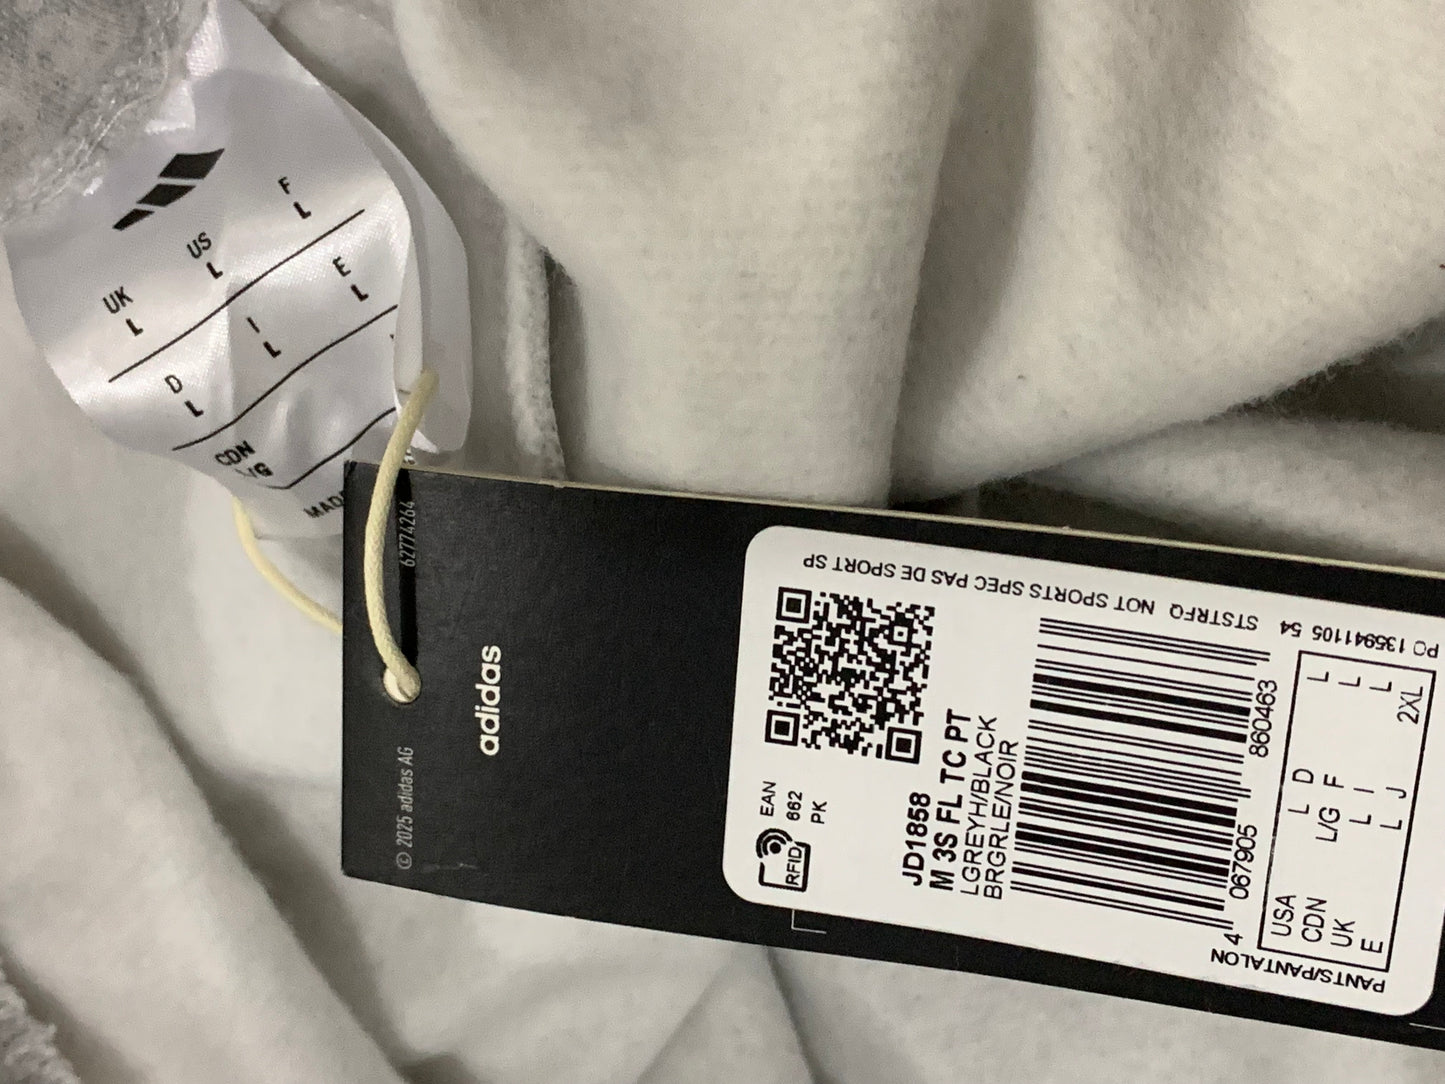 UK US F
L L L
D I E
L L L
CDN
L/G
MADE
62774264
© 2025 adidas AG
adidas
EAN
662
PK
RFID
STSTRFQ NOT SPORTS SPEC PAS DE SPORT SP
PO 135941105 54
JD1858
M 3S FL TC PT
LGREYH/BLACK
BRGRLE/NOIR
4 067905 860463
PANTS/PANTALON
USA L D L
CDN L/G F L
UK L I L
E L J 2XL